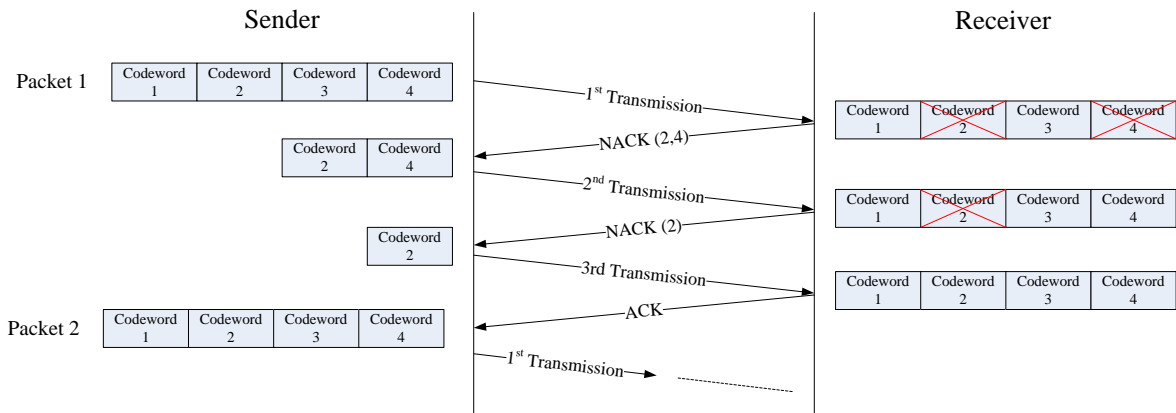 Sender
Receiver
Packet 1
Codeword Codeword Codeword Codeword
1 2 3 4
1st Transmission
Codeword Codeword Codeword Codeword
1 2 3 4
NACK (2,4)
Codeword Codeword
2 4
2nd Transmission
Codeword Codeword Codeword Codeword
1 2 3 4
NACK (2)
Codeword
2
3rd Transmission
Codeword Codeword Codeword Codeword
1 2 3 4
ACK
Packet 2
Codeword Codeword Codeword Codeword
1 2 3 4
1st Transmission